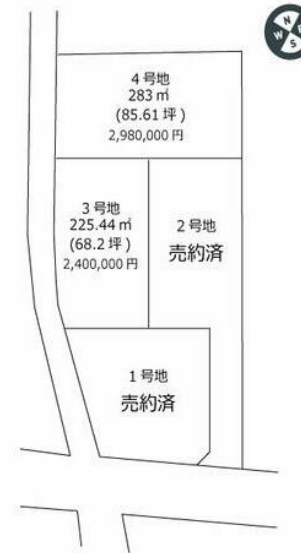 N
W
S
4号地
283㎡
(85.61坪)
2,980,000円
3号地
225.44㎡
(68.2坪)
2,400,000円
2号地
売約済
1号地
売約済